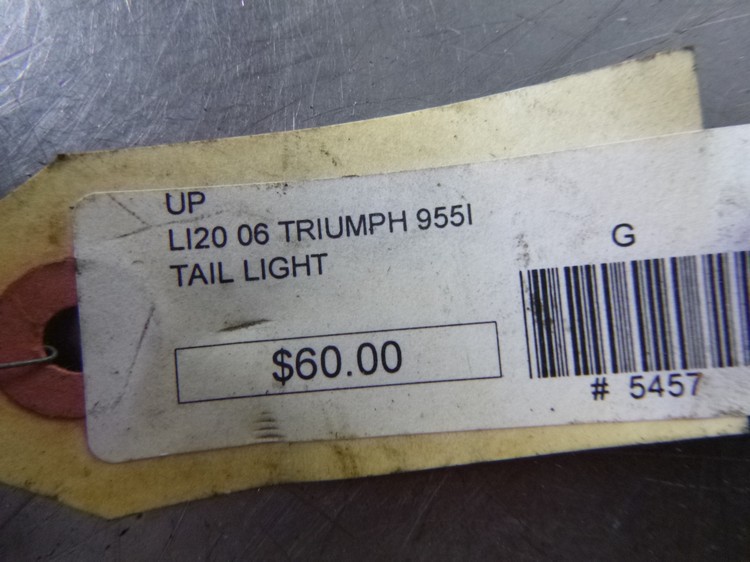 UP
LI20 06 TRIUMPH 955I
TAIL LIGHT
$60.00
G
# 5457